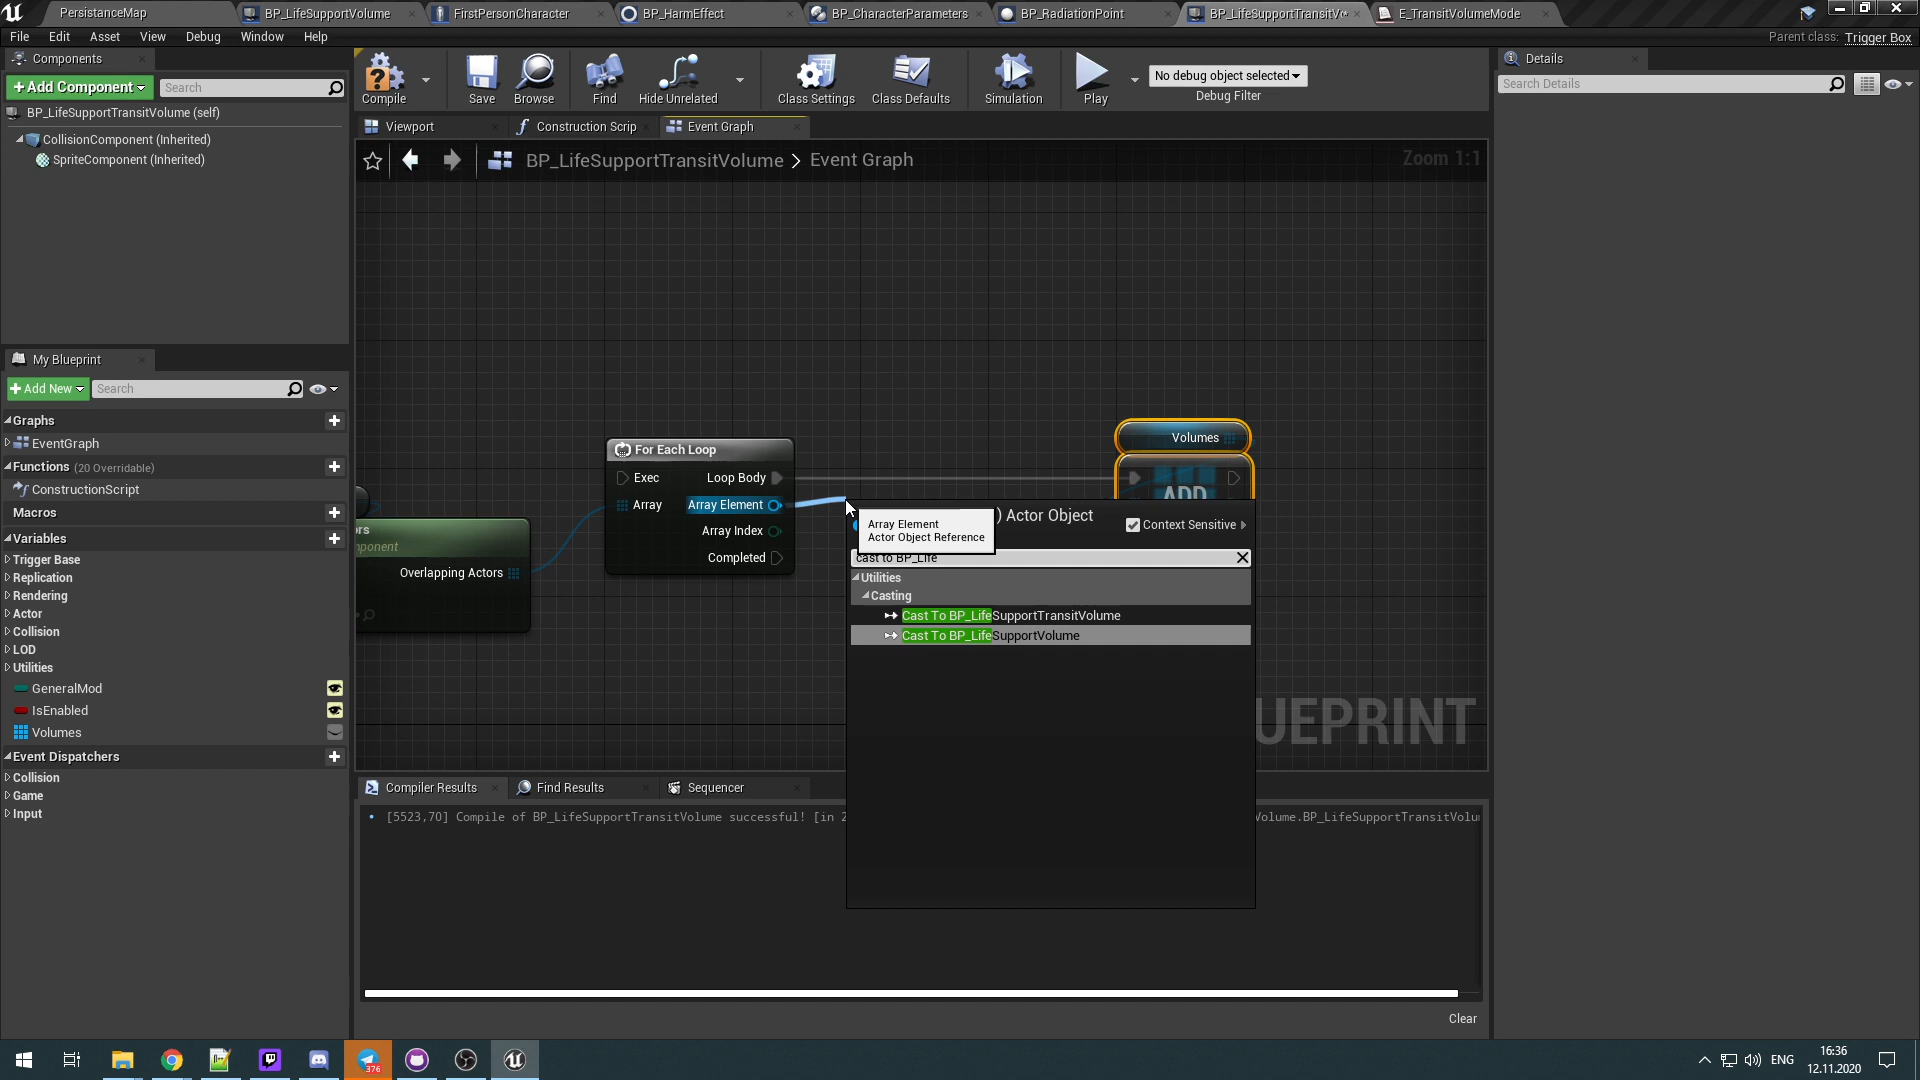 PersistanceMap
BP_LifeSupportVolume
FirstPersonCharacter
BP_HarmEffect
BP_CharacterParameters
BP_RadiationPoint
BP_LifeSupportTransitV
E_TransitVolumeMode
File Edit Asset View Debug Window Help
Parent class: Trigger Box
Components
+Add Component
Search
BP_LifeSupportTransitVolume (self)
CollisionComponent (Inherited)
SpriteComponent (Inherited)
Compile
Save
Browse
Find
Hide Unrelated
Class Settings
Class Defaults
Simulation
Play
No debug object selected
Debug Filter
Details
Search Details
Viewport
Construction Scrip
Event Graph
BP_LifeSupportTransitVolume > Event Graph
Zoom 1:1
My Blueprint
+Add New
Search
Graphs
EventGraph
Functions (20 Overridable)
ConstructionScript
Macros
Variables
Trigger Base
Replication
Rendering
Actor
Collision
LOD
Utilities
GeneralMod
IsEnabled
Volumes
Event Dispatchers
Collision
Game
Input
ors
mponent
Overlapping Actors
For Each Loop
Exec
Loop Body
Array
Array Element
Array Index
Completed
Volumes
ADD
) Actor Object
Context Sensitive
Array Element
Actor Object Reference
cast to BP_Life
Utilities
Casting
Cast To BP_LifeSupportTransitVolume
Cast To BP_LifeSupportVolume
UEPRINT
Compiler Results
Find Results
Sequencer
[5523,70] Compile of BP_LifeSupportTransitVolume successful! [in 2
Volume.BP_LifeSupportTransitVolu
Clear
376
ENG
16:36
12.11.2020